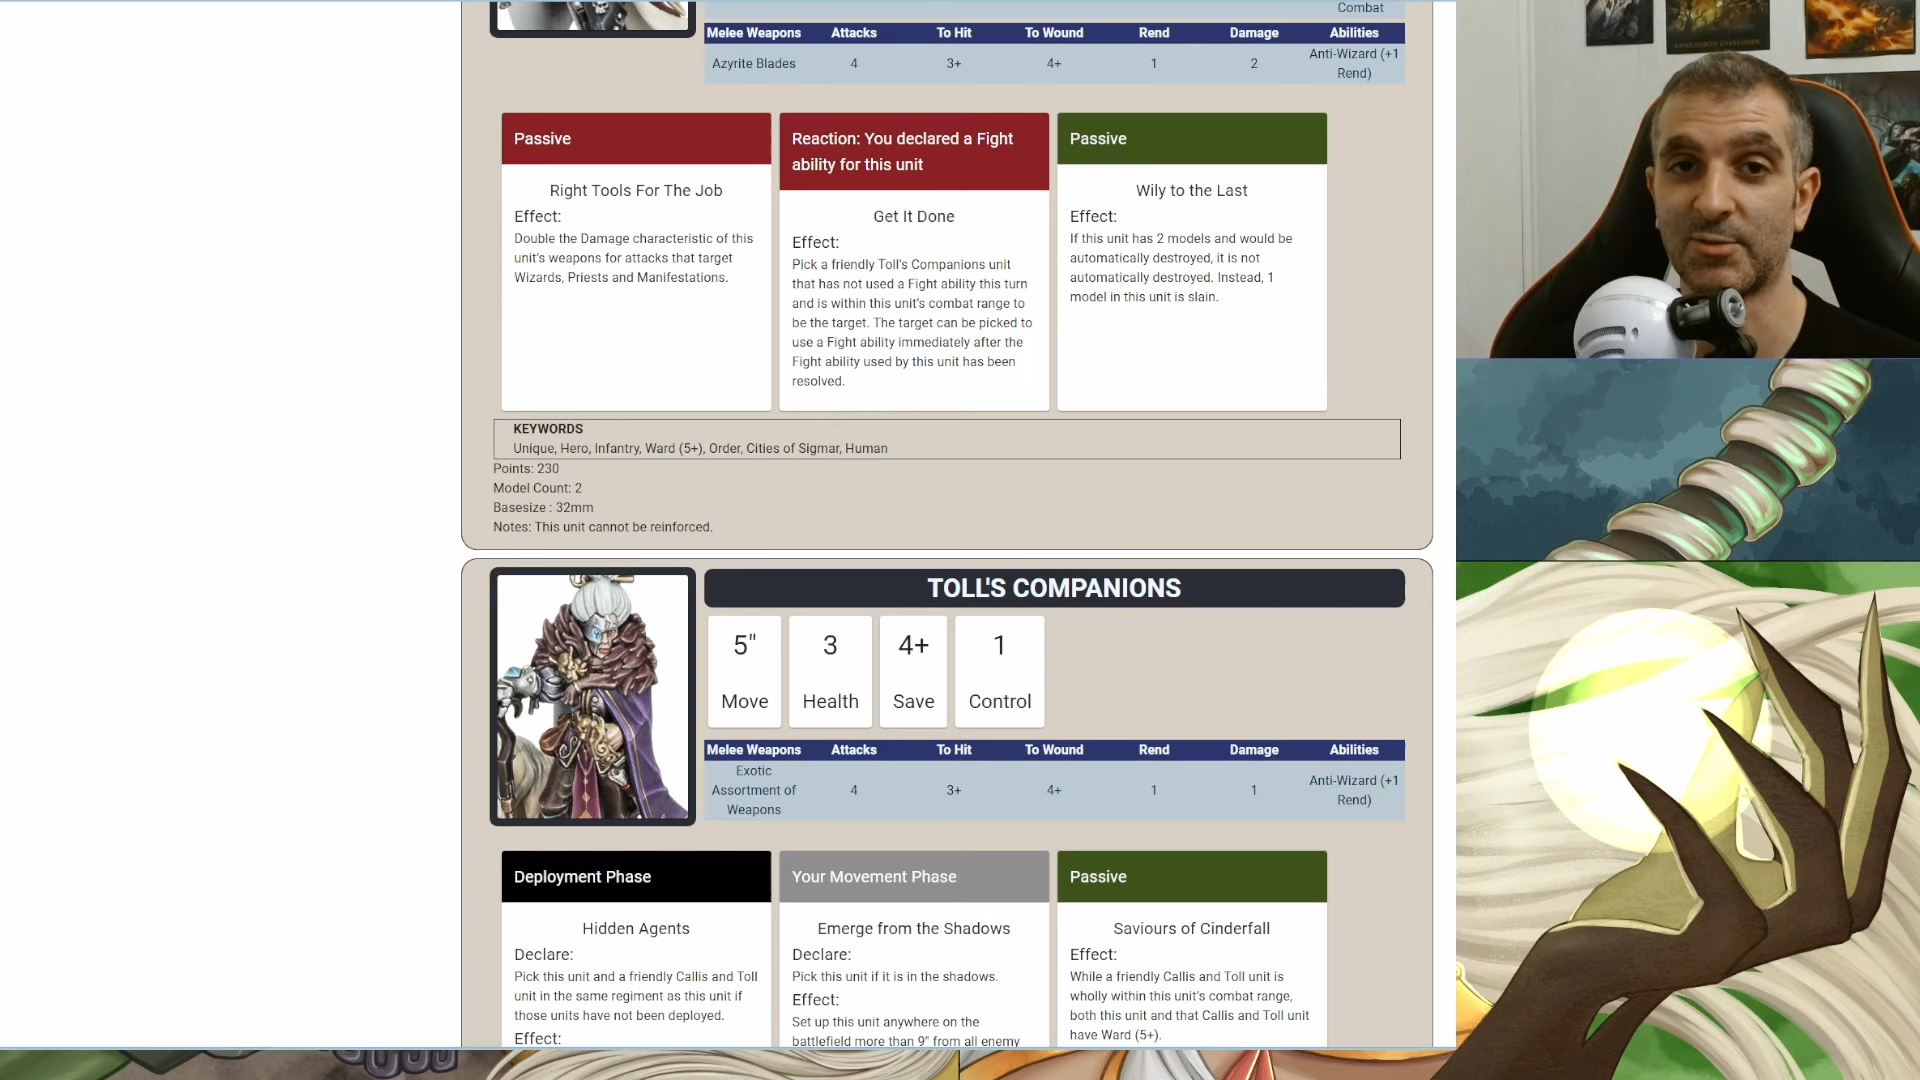 Combat
Melee Weapons Attacks To Hit To Wound Rend Damage Abilities
Azyrite Blades 4 3+ 4+ 1 2 Anti-Wizard (+1
Rend)
Passive
Right Tools For The Job
Effect:
Double the Damage characteristic of this
unit's weapons for attacks that target
Wizards, Priests and Manifestations.
Reaction: You declared a Fight
ability for this unit
Get It Done
Effect:
Pick a friendly Toll's Companions unit
that has not used a Fight ability this turn
and is within this unit's combat range to
be the target. The target can be picked to
use a Fight ability immediately after the
Fight ability used by this unit has been
resolved.
Passive
Wily to the Last
Effect:
If this unit has 2 models and would be
automatically destroyed, it is not
automatically destroyed. Instead, 1
model in this unit is slain.
KEYWORDS
Unique, Hero, Infantry, Ward (5+), Order, Cities of Sigmar, Human
Points: 230
Model Count: 2
Basesize : 32mm
Notes: This unit cannot be reinforced.
TOLL'S COMPANIONS
5" 3 4+ 1
Move Health Save Control
Melee Weapons Attacks To Hit To Wound Rend Damage Abilities
Exotic
Assortment of
Weapons
4 3+ 4+ 1 1 Anti-Wizard (+1
Rend)
Deployment Phase
Hidden Agents
Declare:
Pick this unit and a friendly Callis and Toll
unit in the same regiment as this unit if
those units have not been deployed.
Effect:
Your Movement Phase
Emerge from the Shadows
Declare:
Pick this unit if it is in the shadows.
Effect:
Set up this unit anywhere on the
battlefield more than 9" from all enemy
Passive
Saviours of Cinderfall
Effect:
While a friendly Callis and Toll unit is
wholly within this unit's combat range,
both this unit and that Callis and Toll unit
have Ward (5+).